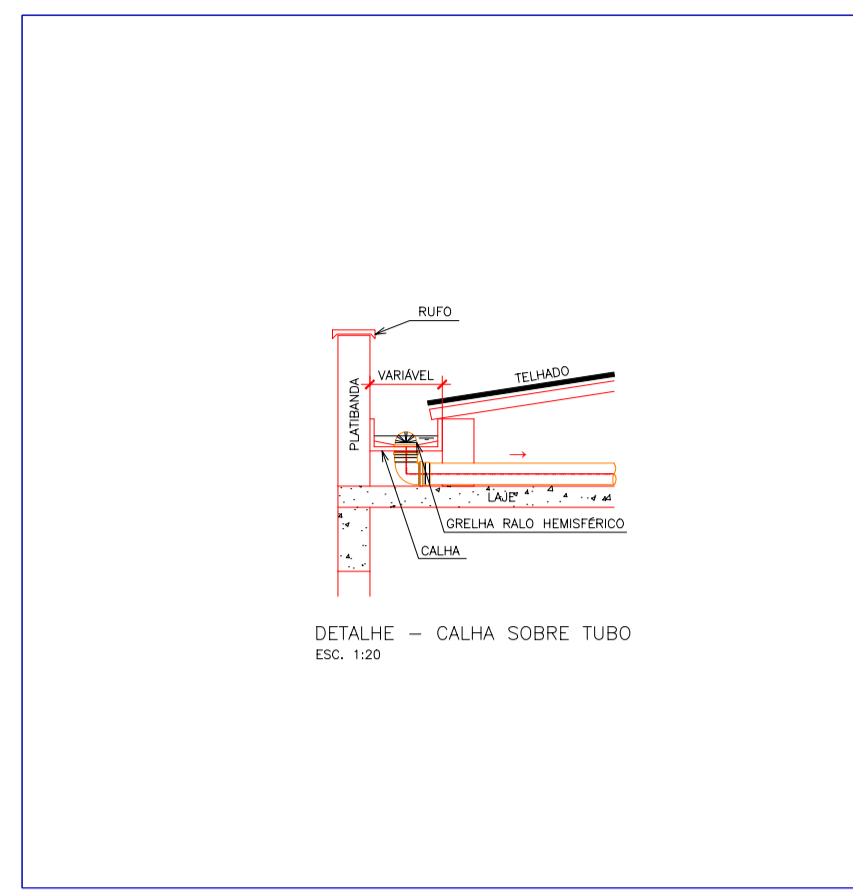 RUFO
VARIÁVEL
TELHADO
PLATIBANDA
LAJE
GRELHA RALO HEMISFÉRICO
CALHA
DETALHE – CALHA SOBRE TUBO
ESC. 1:20